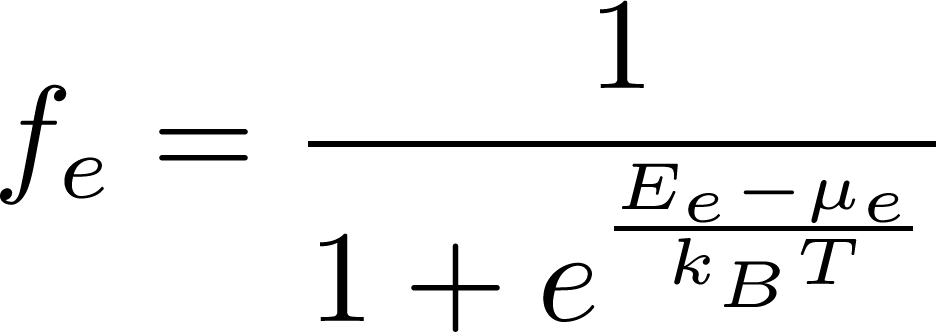 f_e = \frac{1}{1 + e^{\frac{E_e - \mu_e}{k_B T}}}